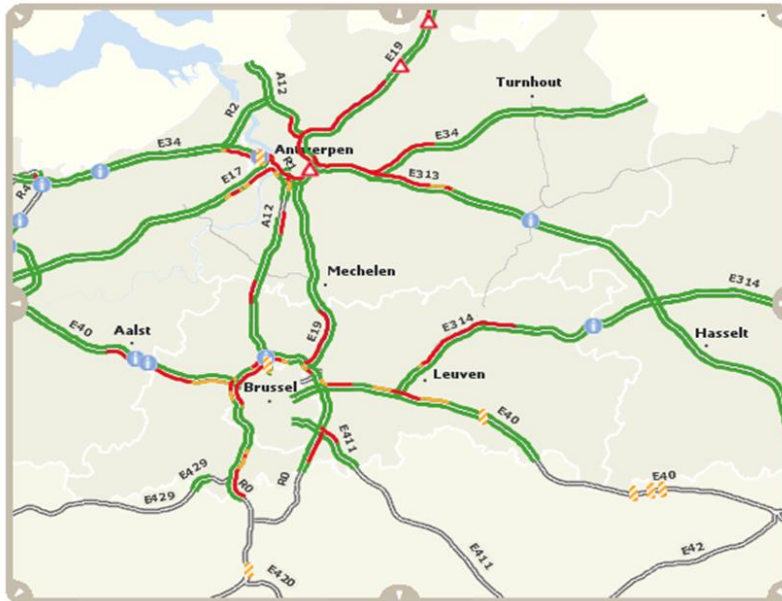 E19
A12
Turnhout
R2
E34
Antwerpen
E34
R1
E17
E313
R4
A12
Mechelen
E314
E19
E314
E40
Aalst
Hasselt
Brussel
Leuven
E40
E411
E429
R0
R0
E40
E429
E411
E42
E420